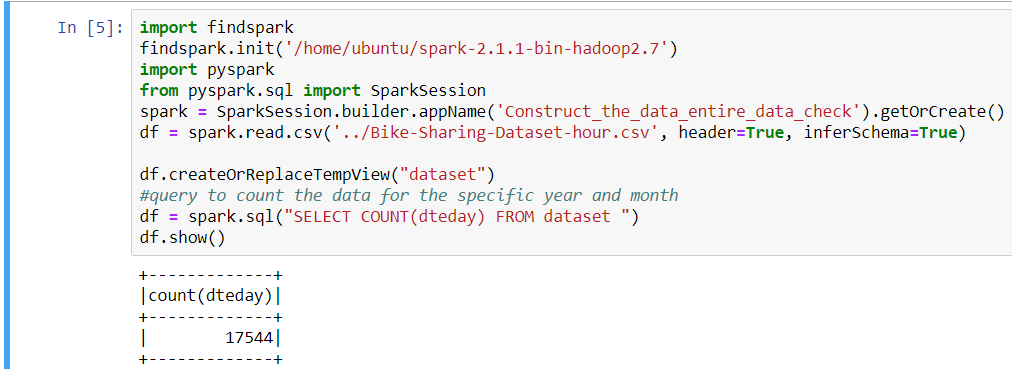 In [5]: import findspark
findspark.init('/home/ubuntu/spark-2.1.1-bin-hadoop2.7')
import pyspark
from pyspark.sql import SparkSession
spark = SparkSession.builder.appName('Construct_the_data_entire_data_check').getOrCreate()
df = spark.read.csv('../Bike-Sharing-Dataset-hour.csv', header=True, inferSchema=True)
df.createOrReplaceTempView("dataset")
#query to count the data for the specific year and month
df = spark.sql("SELECT COUNT(dteday) FROM dataset ")
df.show()
+-------------+
|count(dteday)|
+-------------+
|        17544|
+-------------+